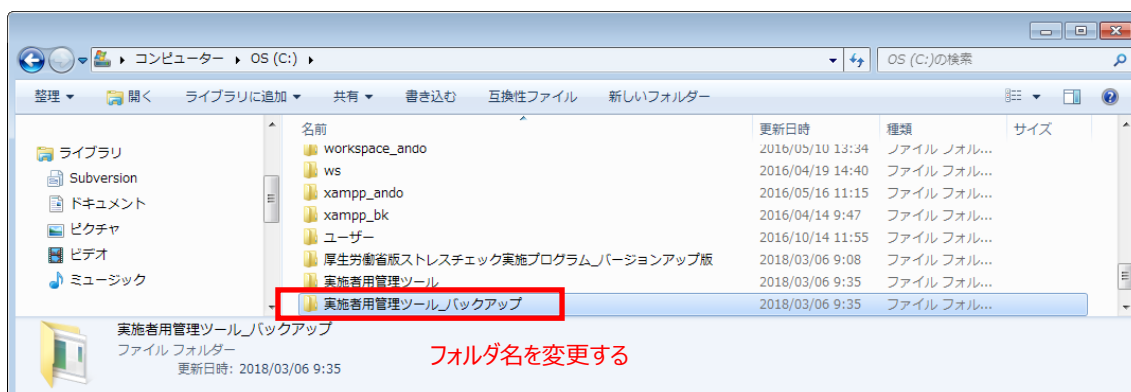 コンピューター ▸ OS (C:) ▸ OS (C:)の検索
整理 開く ライブラリに追加 共有 書き込む 互換性ファイル 新しいフォルダー
名前 更新日時 種類 サイズ
ライブラリ
Subversion
ドキュメント
ピクチャ
ビデオ
ミュージック
workspace_ando 2016/05/10 13:34 ファイル フォル...
ws 2016/04/19 14:40 ファイル フォル...
xampp_ando 2016/05/16 11:15 ファイル フォル...
xampp_bk 2016/04/14 9:47 ファイル フォル...
ユーザー 2016/10/14 11:55 ファイル フォル...
厚生労働省版ストレスチェック実施プログラム_バージョンアップ版 2018/03/06 9:08 ファイル フォル...
実施者用管理ツール 2018/03/06 9:35 ファイル フォル...
実施者用管理ツール_バックアップ 2018/03/06 9:35 ファイル フォル...
実施者用管理ツール_バックアップ
ファイル フォルダー
更新日時: 2018/03/06 9:35
フォルダ名を変更する